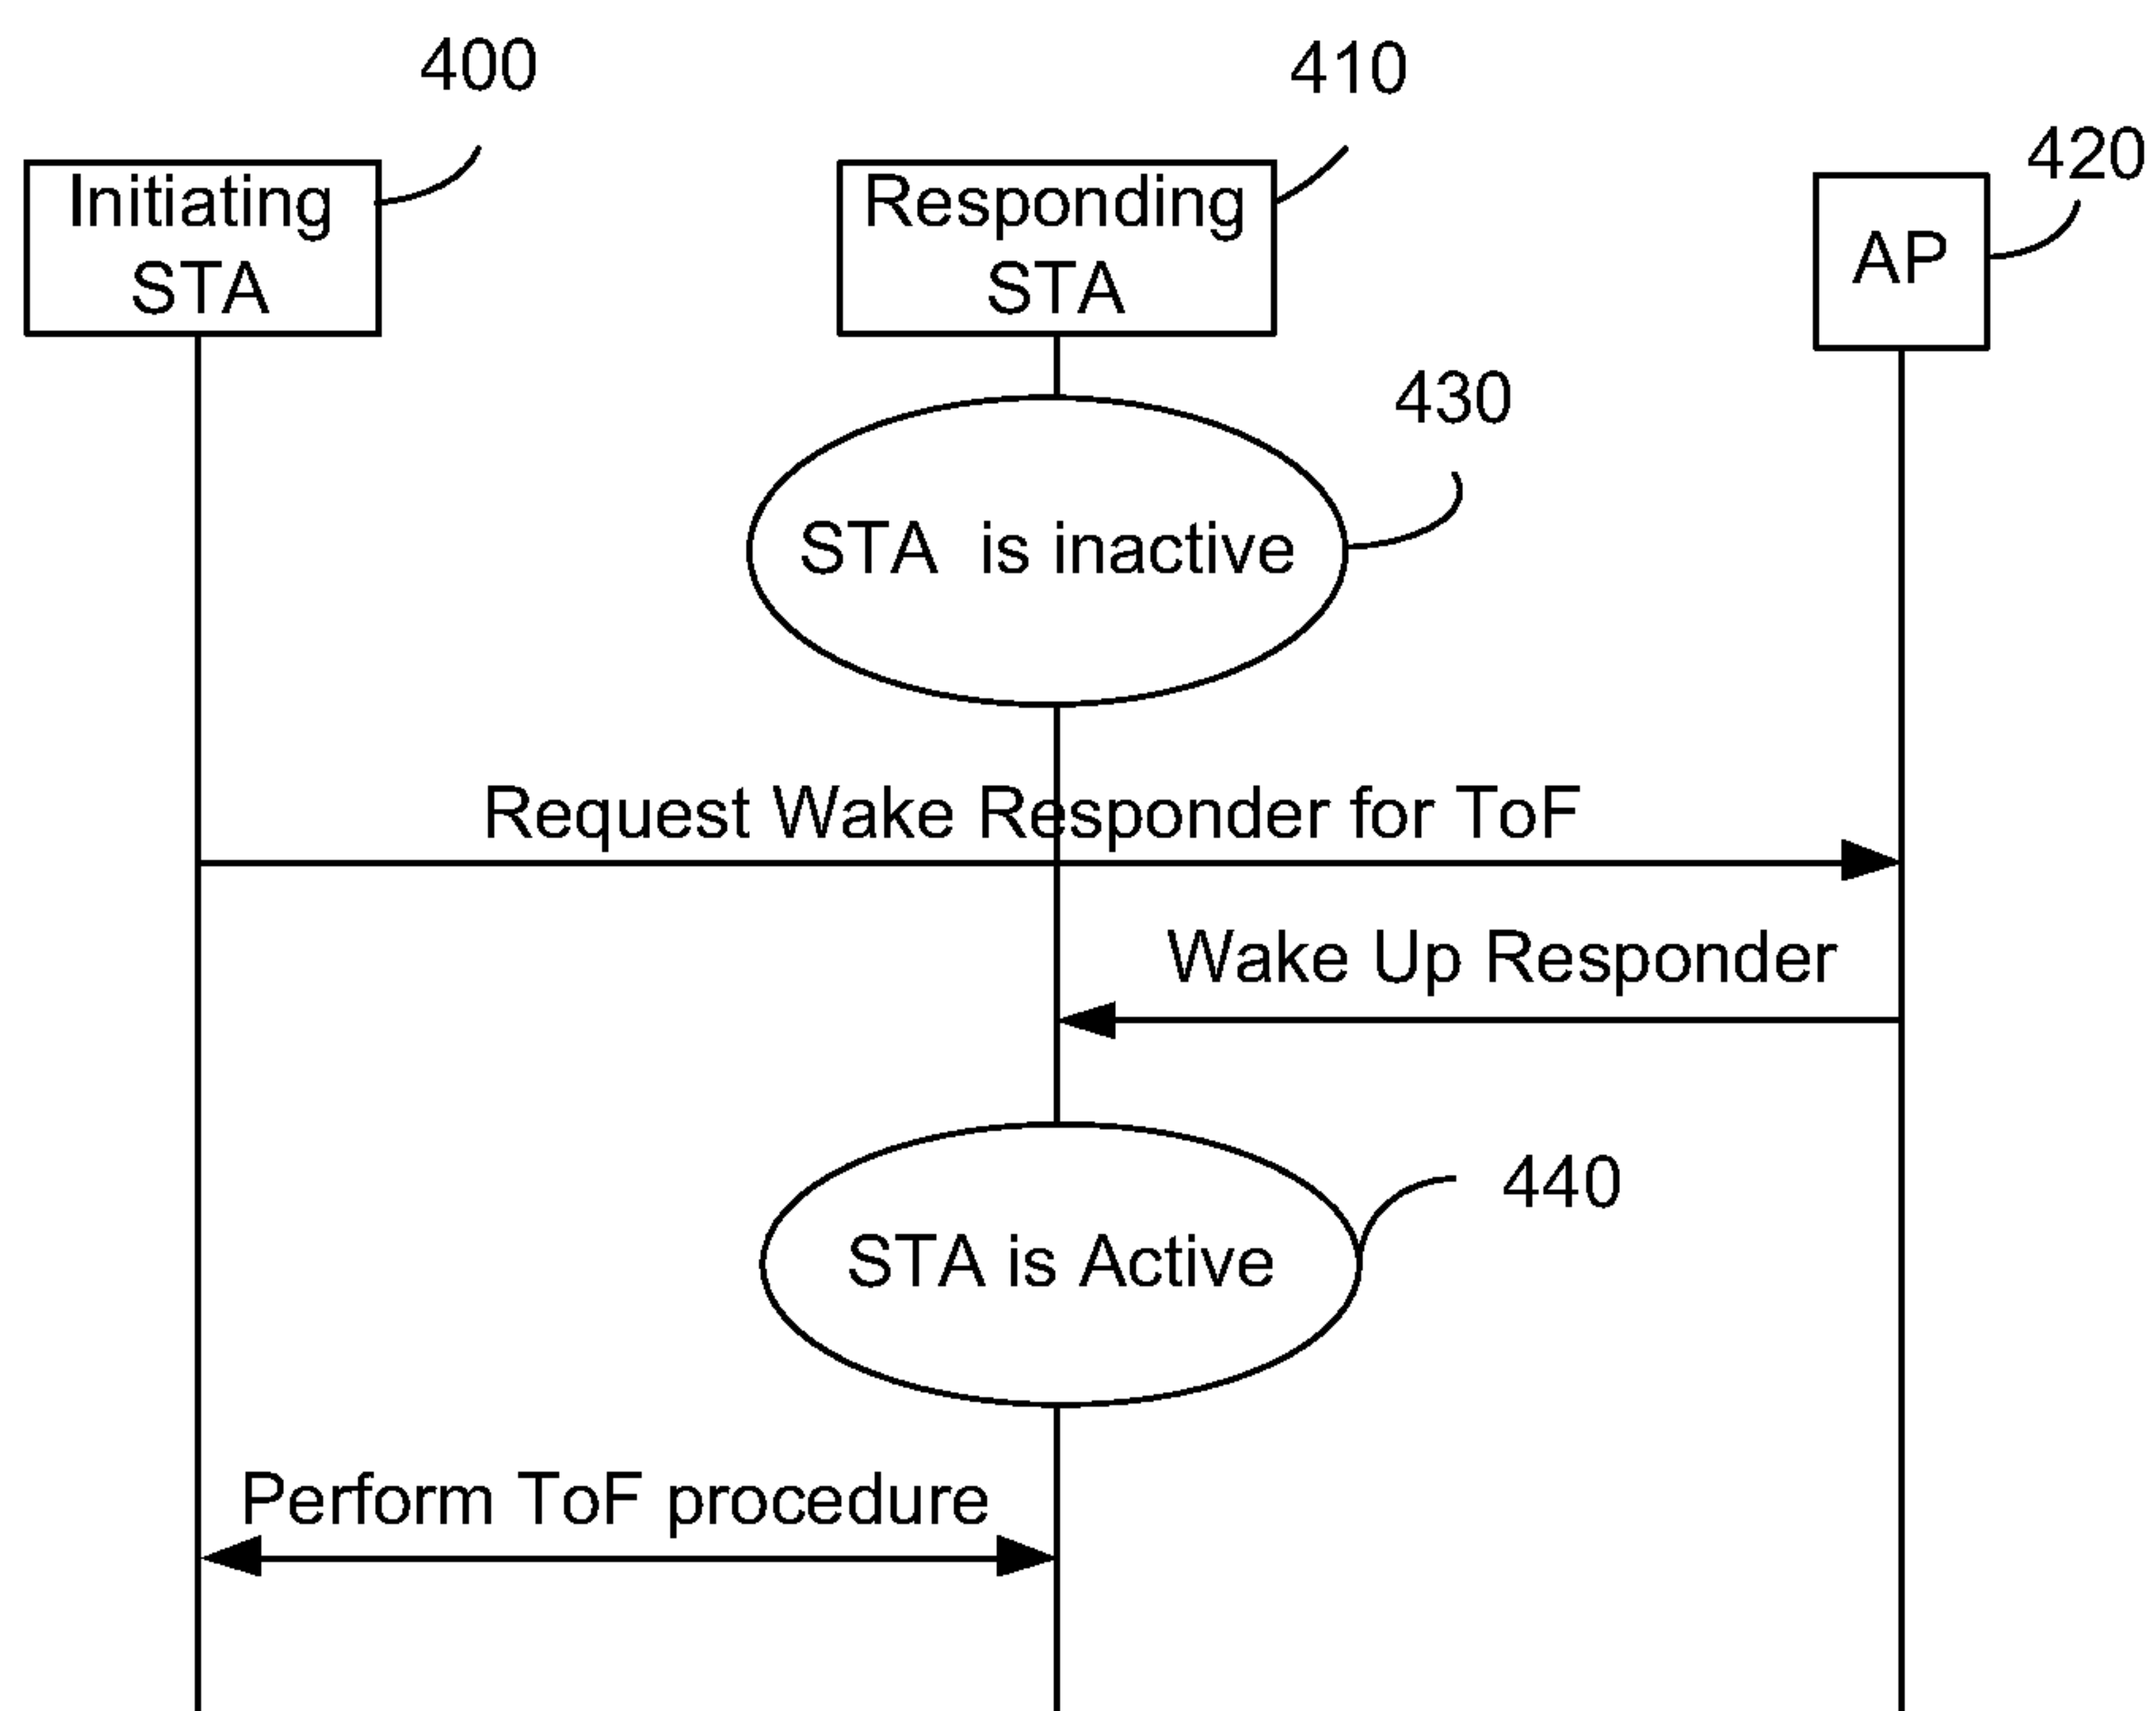 400
410
420
Initiating
STA
Responding
STA
AP
430
STA is inactive
Request Wake Responder for ToF
Wake Up Responder
440
STA is Active
Perform ToF procedure